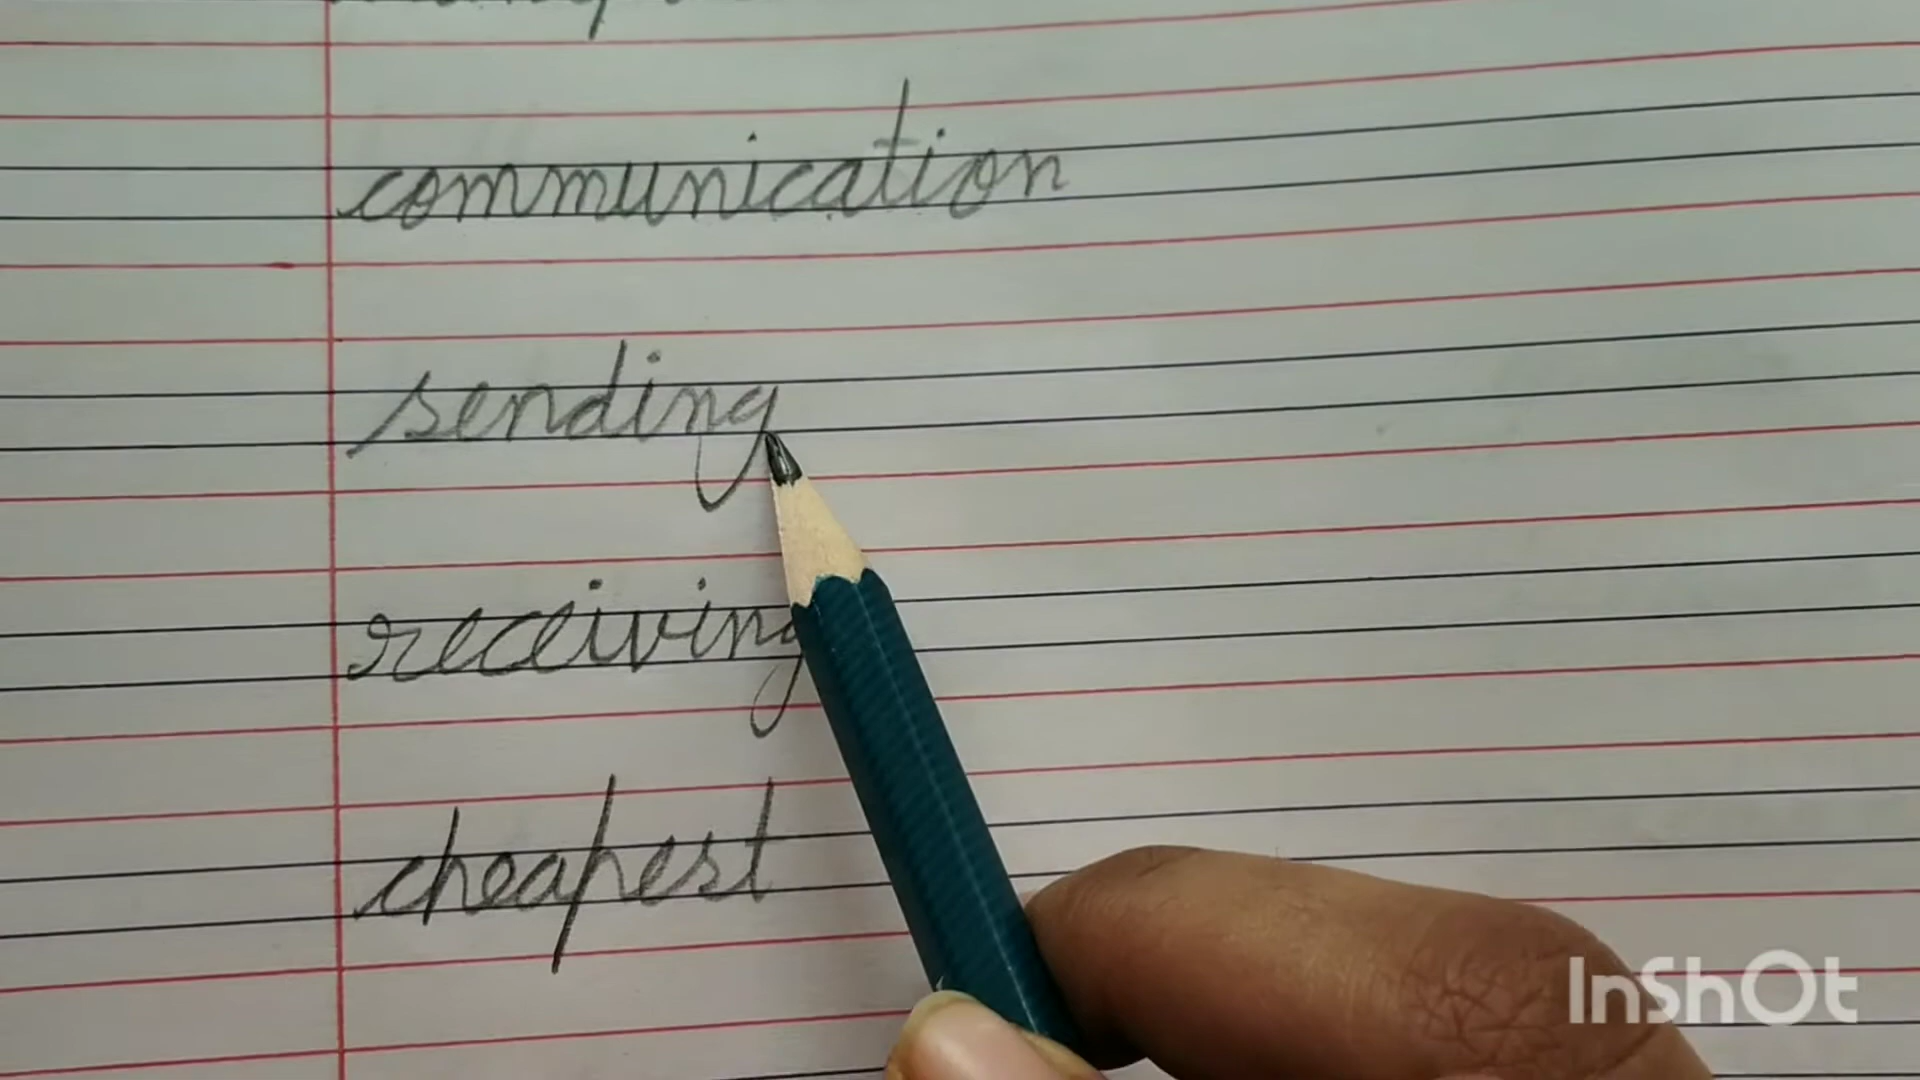 communication
sending
receiving
cheapest
InShOt